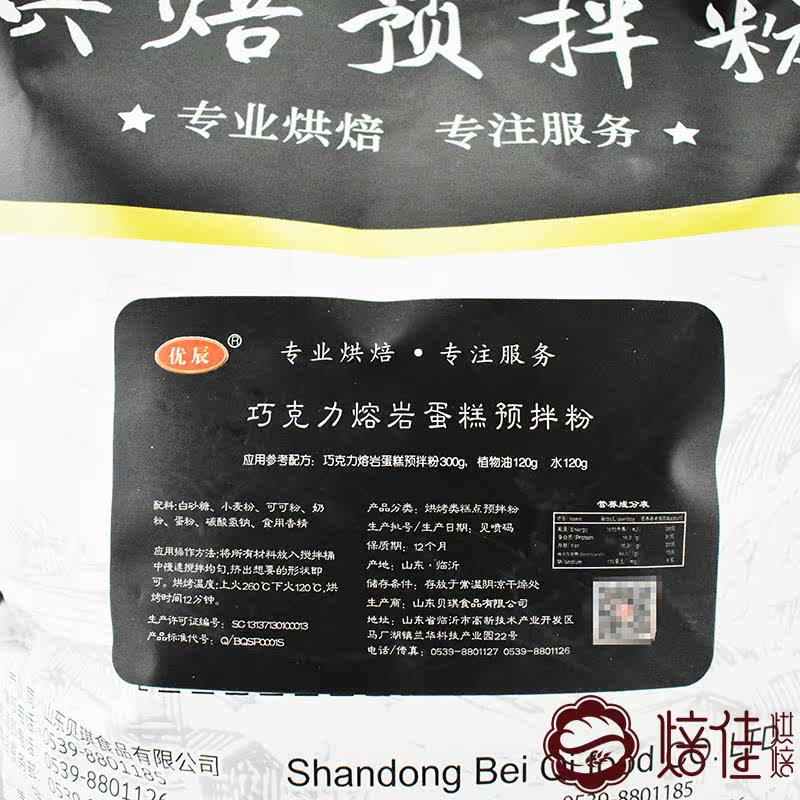 烘焙预拌粉
★ 专业烘焙 专注服务 ★
优辰 ®
专业烘焙 · 专注服务
巧克力熔岩蛋糕预拌粉
应用参考配方：巧克力熔岩蛋糕预拌粉300g，植物油120g 水120g
配料:白砂糖、小麦粉、可可粉、奶
粉、蛋粉、碳酸氢钠、食用香精
应用操作方法:将所有材料放入搅拌桶
中慢速搅拌均匀，挤出想要的形状即
可。烘烤温度:上火260℃下火120℃,烘
烤时间12分钟。
生产许可证编号：SC13137130100013
产品标准代号：Q/BQSP0001S
产品分类：烘烤类糕点预拌粉
生产批号/生产日期：见喷码
保质期：12个月
产地：山东·临沂
储存条件：存放于常温阴凉干燥处
生产商：山东贝琪食品有限公司
地址：山东省临沂市高新技术产业开发区
马厂湖镇兰华科技产业园22号
电话/传真：0539-8801127 0539-8801126
营养成分表
山东贝琪食品有限公司
0539-8801185
0539-8801126
Shandong Bei Qi food
0539-8801185
焙佳烘焙